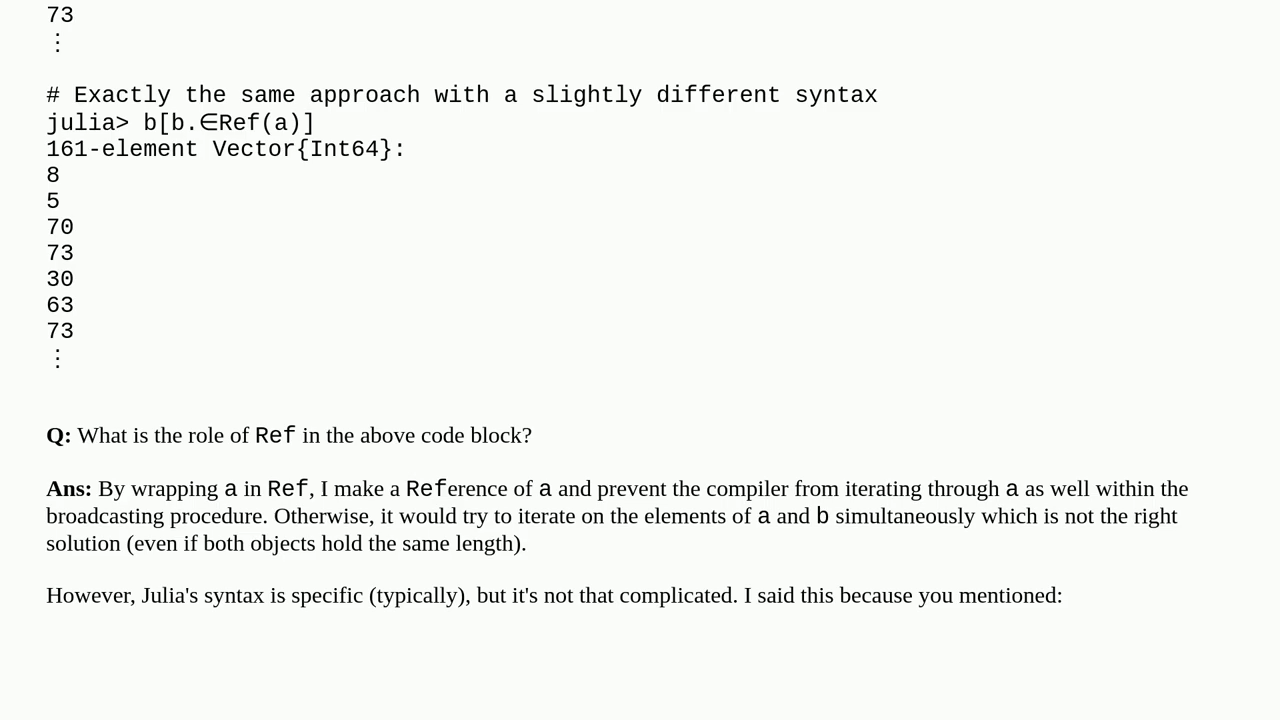 73
⋮
# Exactly the same approach with a slightly different syntax
julia> b[b.∈Ref(a)]
161-element Vector{Int64}:
8
5
70
73
30
63
73
⋮
Q: What is the role of Ref in the above code block?
Ans: By wrapping a in Ref, I make a Reference of a and prevent the compiler from iterating through a as well within the
broadcasting procedure. Otherwise, it would try to iterate on the elements of a and b simultaneously which is not the right
solution (even if both objects hold the same length).
However, Julia's syntax is specific (typically), but it's not that complicated. I said this because you mentioned: